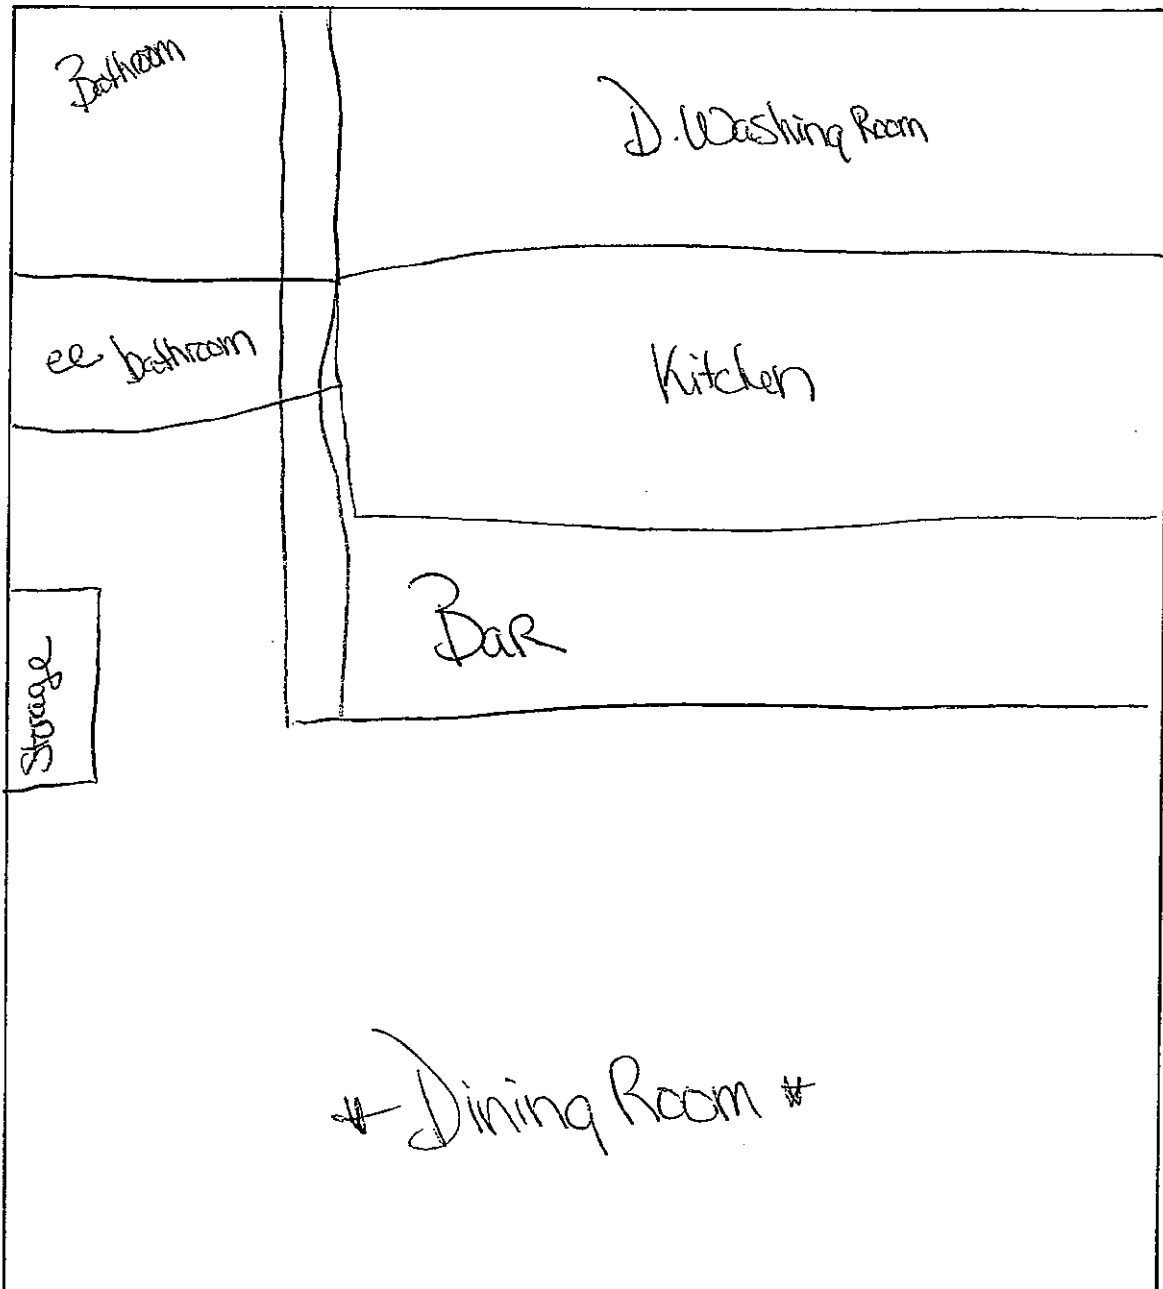 Bathroom
D. Washing Room
ee bathroom
Kitchen
BaR
Storage
* Dining Room *